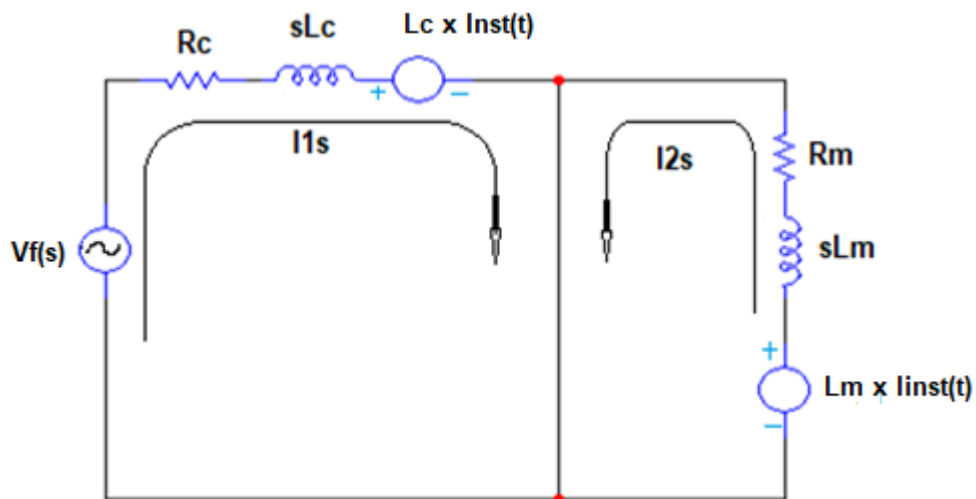 sLc
Lc x Inst(t)
Rc
+
−
I1s
I2s
Rm
Vf(s)
sLm
+
Lm x Iinst(t)
−